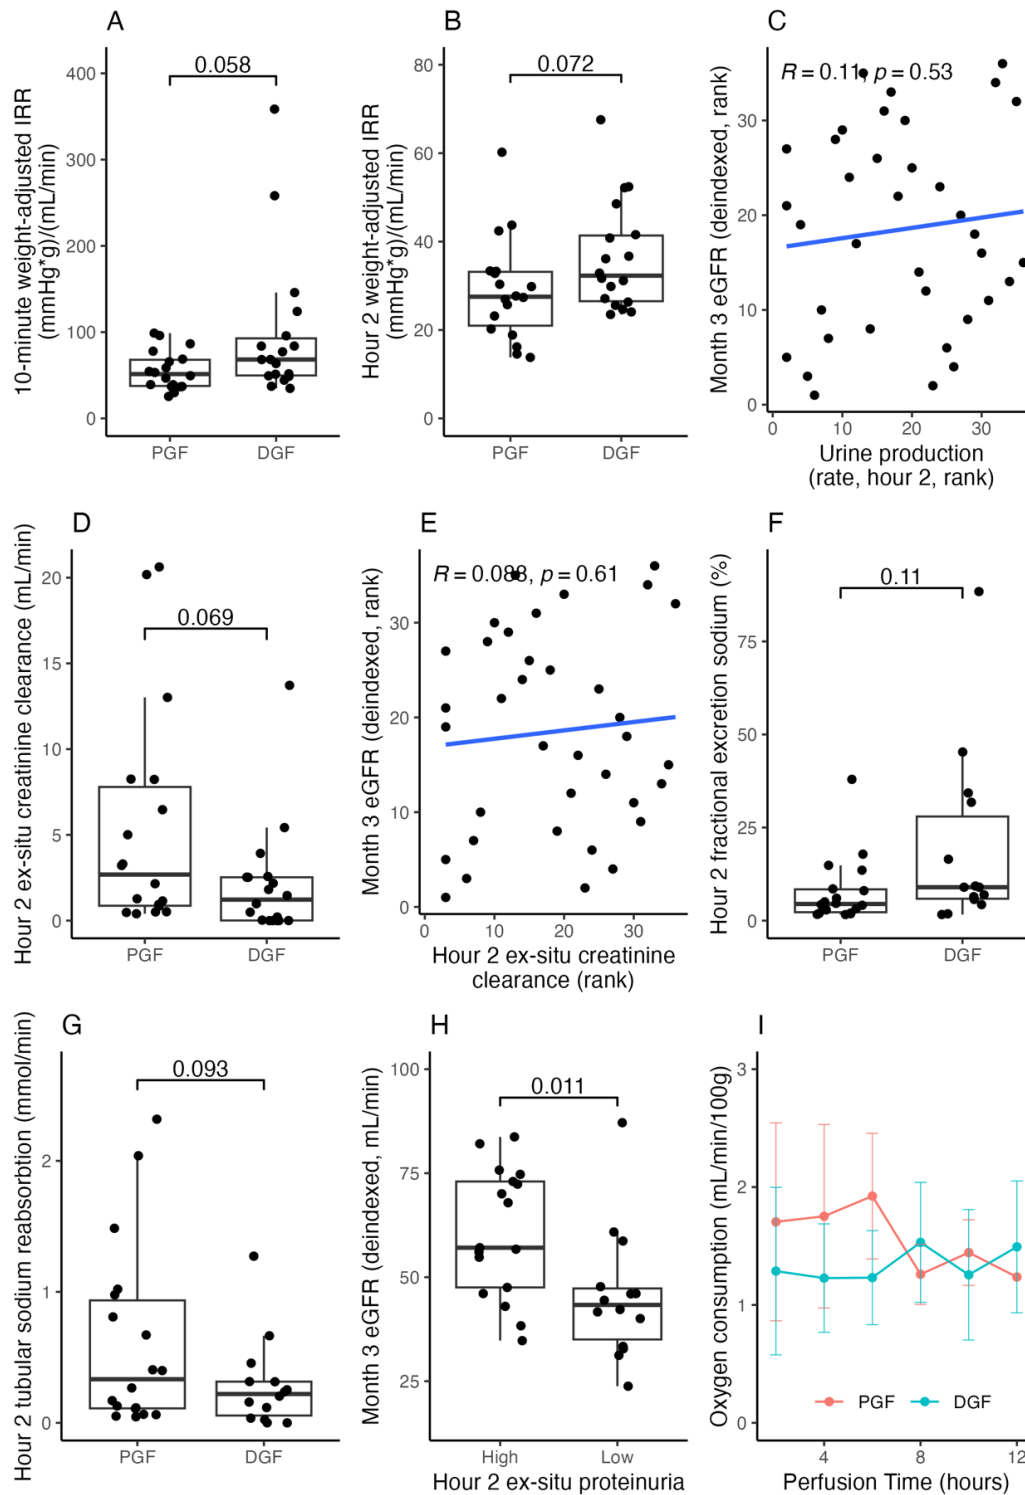 A
10-minute weight-adjusted IRR
(mmHg*g)/(mL/min)
400
300
200
100
0
0.058
PGF
DGF
B
Hour 2 weight-adjusted IRR
(mmHg*g)/(mL/min)
80
60
40
20
0
0.072
PGF
DGF
C
Month 3 eGFR (deindexed, rank)
30
20
10
0
R = 0.11, p = 0.53
0
10
20
30
Urine production
(rate, hour 2, rank)
D
Hour 2 ex-situ creatinine clearance (mL/min)
20
15
10
5
0
0.069
PGF
DGF
E
Month 3 eGFR (deindexed, rank)
30
20
10
0
R = 0.088, p = 0.61
0
10
20
30
Hour 2 ex-situ creatinine
clearance (rank)
F
Hour 2 fractional excretion sodium (%)
75
50
25
0
0.11
PGF
DGF
G
Hour 2 tubular sodium reabsorbtion (mmol/min)
2
1
0
0.093
PGF
DGF
H
Month 3 eGFR (deindexed, mL/min)
100
75
50
25
0.011
High
Low
Hour 2 ex-situ proteinuria
I
Oxygen consumption (mL/min/100g)
3
2
1
0
PGF
DGF
4
8
12
Perfusion Time (hours)